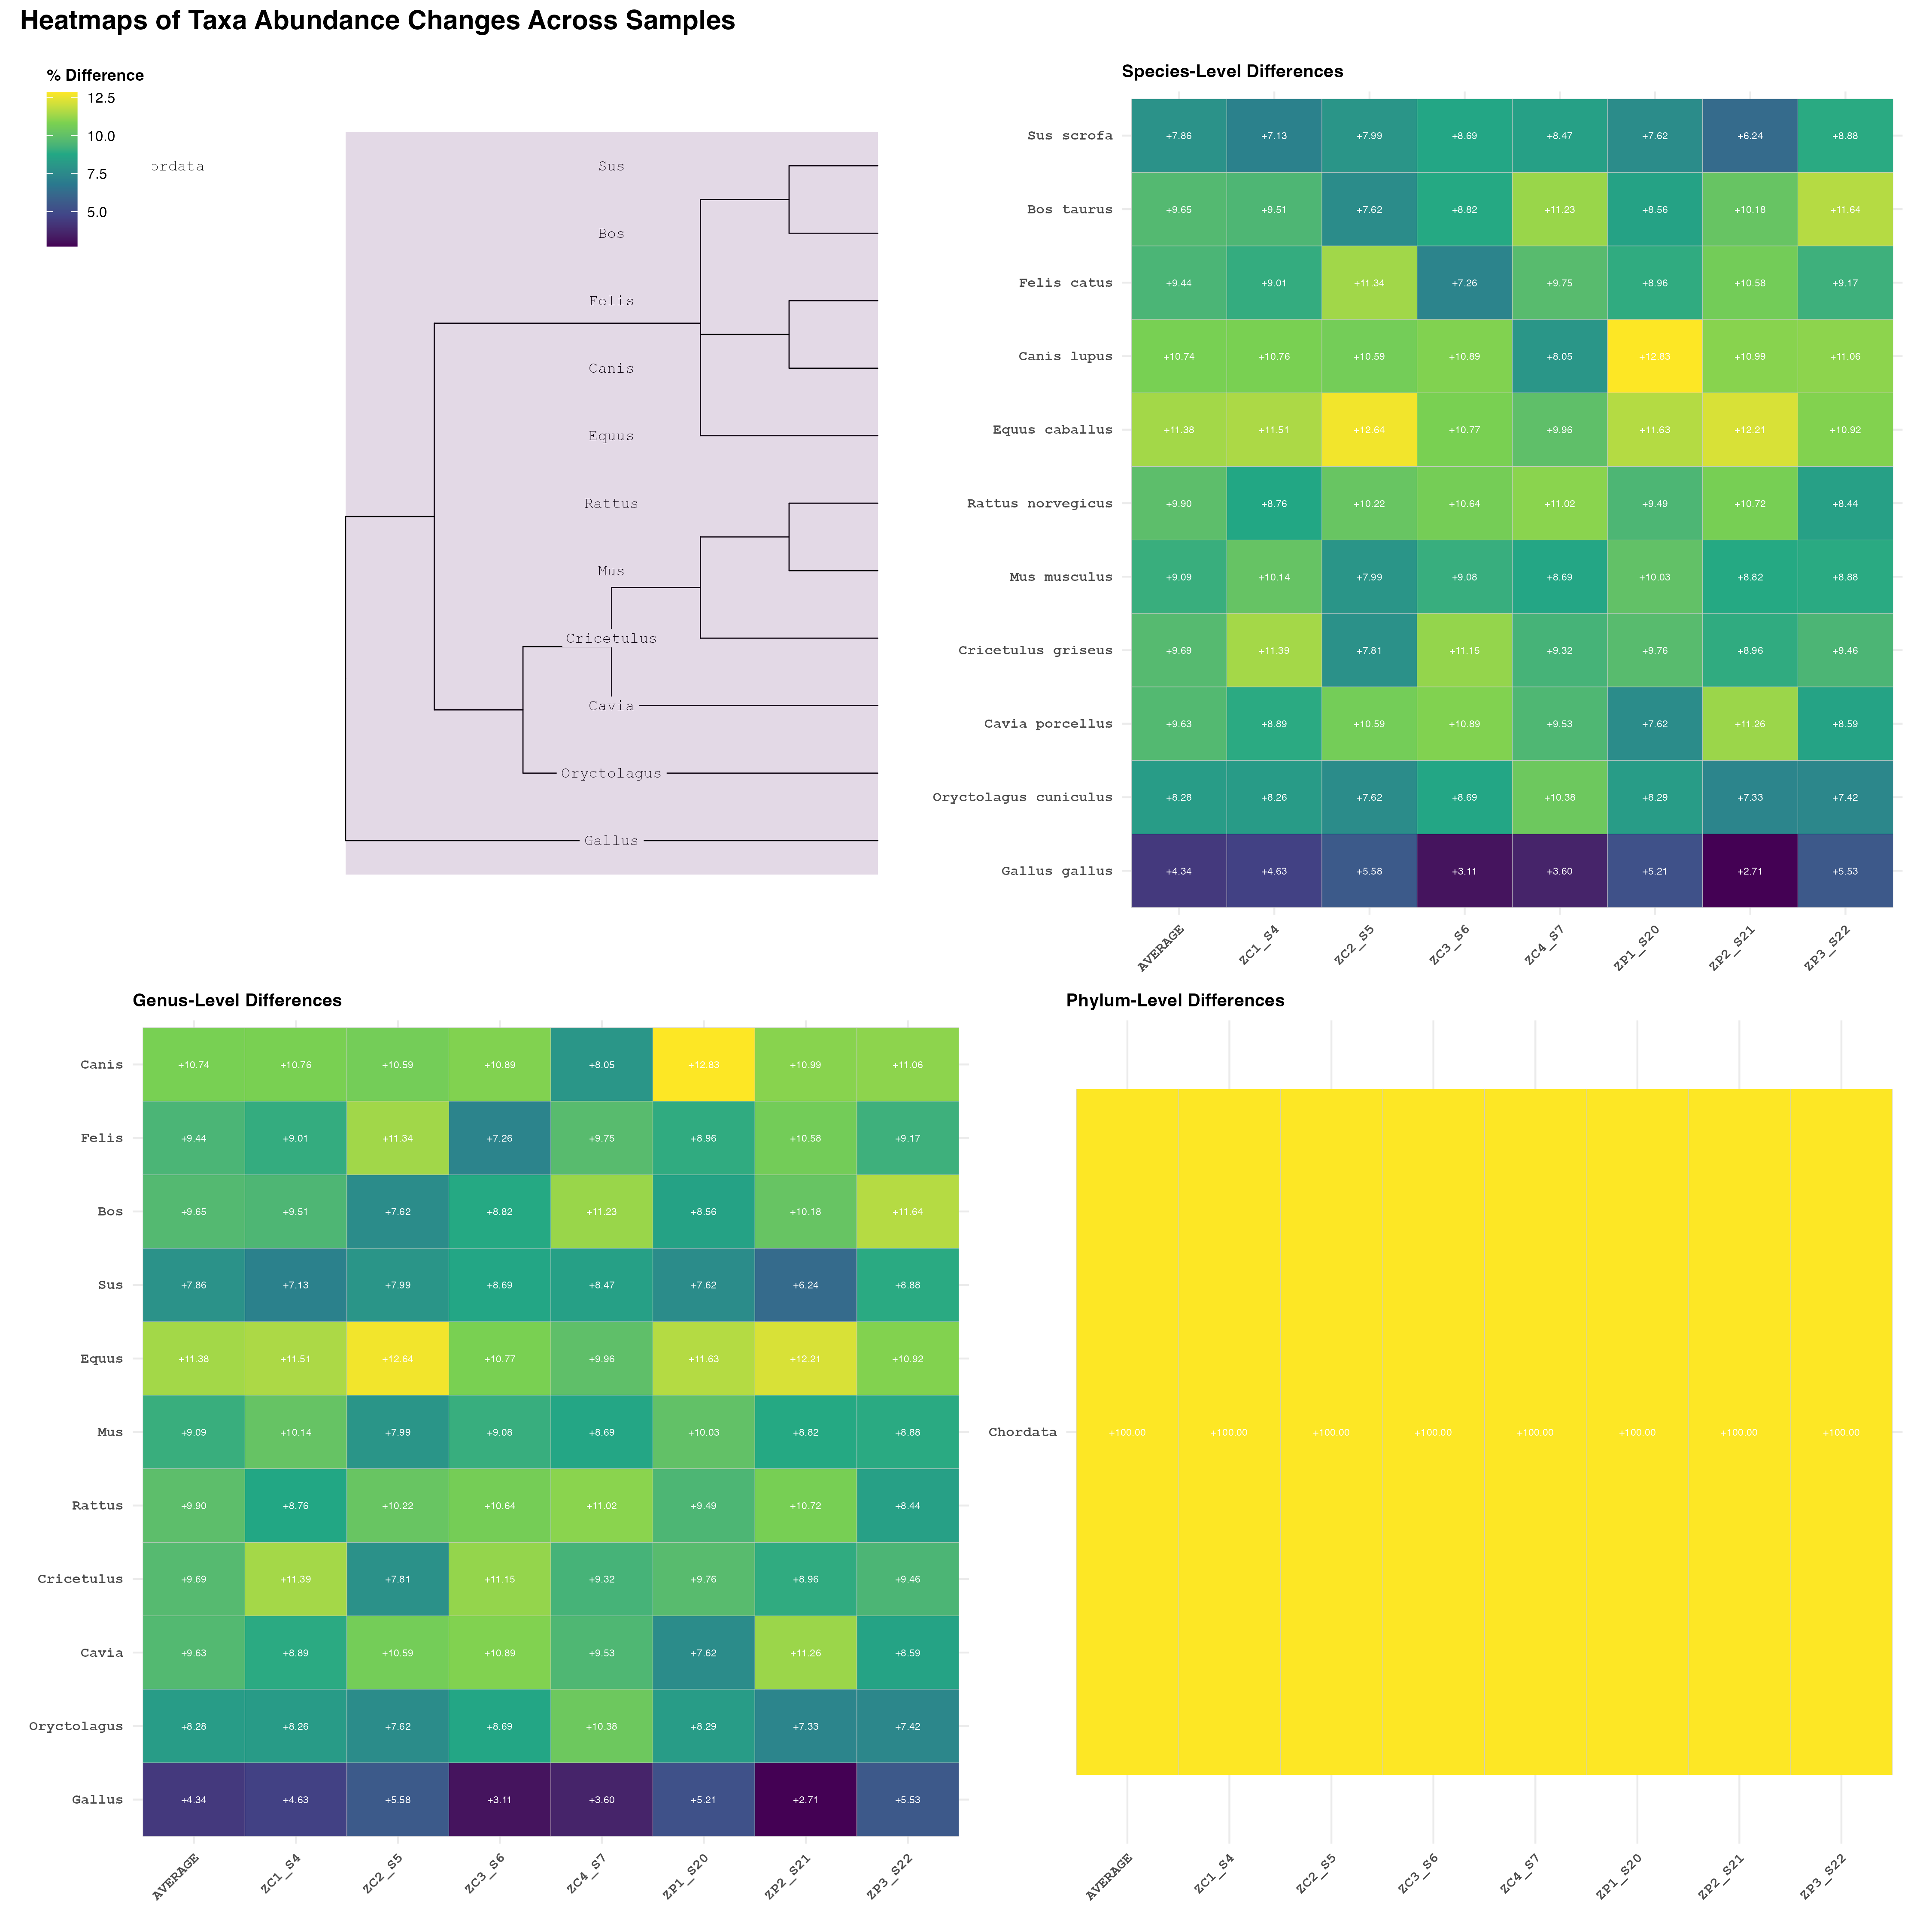 Heatmaps of Taxa Abundance Changes Across Samples
% Difference
12.5
10.0
7.5
5.0
ordata
Sus
Bos
Felis
Canis
Equus
Rattus
Mus
Cricetulus
Cavia
Oryctolagus
Gallus
Species-Level Differences
Sus scrofa +7.86 +7.13 +7.99 +8.69 +8.47 +7.62 +6.24 +8.88
Bos taurus +9.65 +9.51 +7.62 +8.82 +11.23 +8.56 +10.18 +11.64
Felis catus +9.44 +9.01 +11.34 +7.26 +9.75 +8.96 +10.58 +9.17
Canis lupus +10.74 +10.76 +10.59 +10.89 +8.05 +12.83 +10.99 +11.06
Equus caballus +11.38 +11.51 +12.64 +10.77 +9.96 +11.63 +12.21 +10.92
Rattus norvegicus +9.90 +8.76 +10.22 +10.64 +11.02 +9.49 +10.72 +8.44
Mus musculus +9.09 +10.14 +7.99 +9.08 +8.69 +10.03 +8.82 +8.88
Cricetulus griseus +9.69 +11.39 +7.81 +11.15 +9.32 +9.76 +8.96 +9.46
Cavia porcellus +9.63 +8.89 +10.59 +10.89 +9.53 +7.62 +11.26 +8.59
Oryctolagus cuniculus +8.28 +8.26 +7.62 +8.69 +10.38 +8.29 +7.33 +7.42
Gallus gallus +4.34 +4.63 +5.58 +3.11 +3.60 +5.21 +2.71 +5.53
AVERAGE ZC1_S4 ZC2_S5 ZC3_S6 ZC4_S7 ZP1_S20 ZP2_S21 ZP3_S22
Genus-Level Differences
Canis +10.74 +10.76 +10.59 +10.89 +8.05 +12.83 +10.99 +11.06
Felis +9.44 +9.01 +11.34 +7.26 +9.75 +8.96 +10.58 +9.17
Bos +9.65 +9.51 +7.62 +8.82 +11.23 +8.56 +10.18 +11.64
Sus +7.86 +7.13 +7.99 +8.69 +8.47 +7.62 +6.24 +8.88
Equus +11.38 +11.51 +12.64 +10.77 +9.96 +11.63 +12.21 +10.92
Mus +9.09 +10.14 +7.99 +9.08 +8.69 +10.03 +8.82 +8.88
Rattus +9.90 +8.76 +10.22 +10.64 +11.02 +9.49 +10.72 +8.44
Cricetulus +9.69 +11.39 +7.81 +11.15 +9.32 +9.76 +8.96 +9.46
Cavia +9.63 +8.89 +10.59 +10.89 +9.53 +7.62 +11.26 +8.59
Oryctolagus +8.28 +8.26 +7.62 +8.69 +10.38 +8.29 +7.33 +7.42
Gallus +4.34 +4.63 +5.58 +3.11 +3.60 +5.21 +2.71 +5.53
AVERAGE ZC1_S4 ZC2_S5 ZC3_S6 ZC4_S7 ZP1_S20 ZP2_S21 ZP3_S22
Phylum-Level Differences
Chordata +100.00 +100.00 +100.00 +100.00 +100.00 +100.00 +100.00 +100.00
AVERAGE ZC1_S4 ZC2_S5 ZC3_S6 ZC4_S7 ZP1_S20 ZP2_S21 ZP3_S22